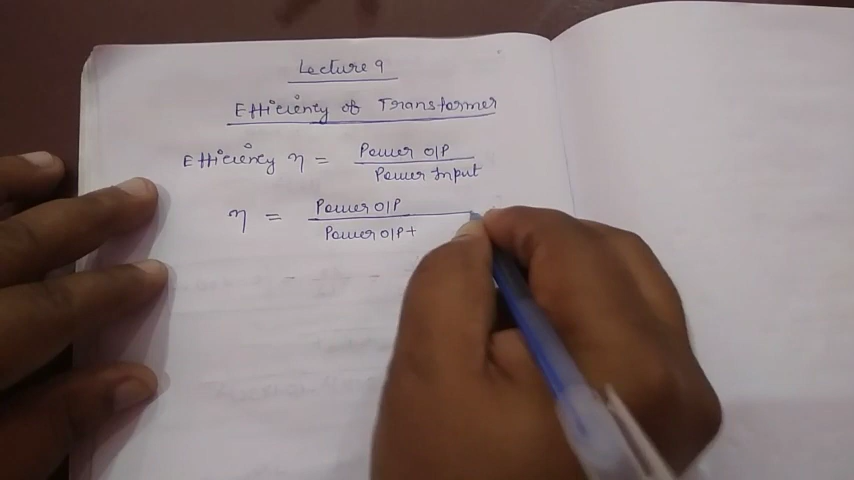 Lecture 9
Efficiency of Transformer
Efficiency η = Power O/P / Power Input
η = Power O/P / Power O/P +